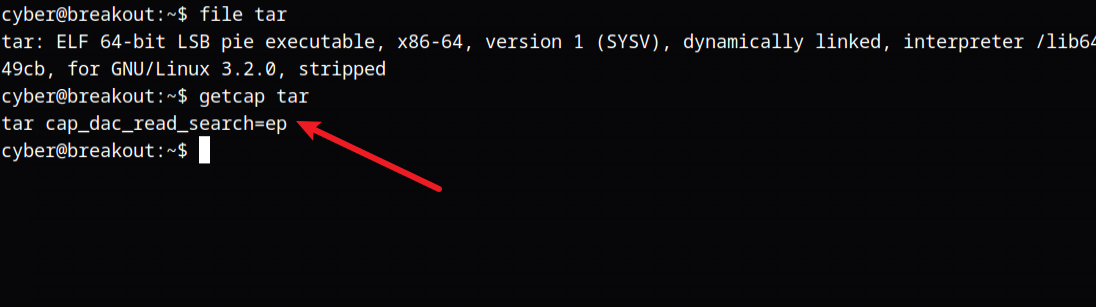 cyber@breakout:~$ file tar
tar: ELF 64-bit LSB pie executable, x86-64, version 1 (SYSV), dynamically linked, interpreter /lib64
49cb, for GNU/Linux 3.2.0, stripped
cyber@breakout:~$ getcap tar
tar cap_dac_read_search=ep
cyber@breakout:~$